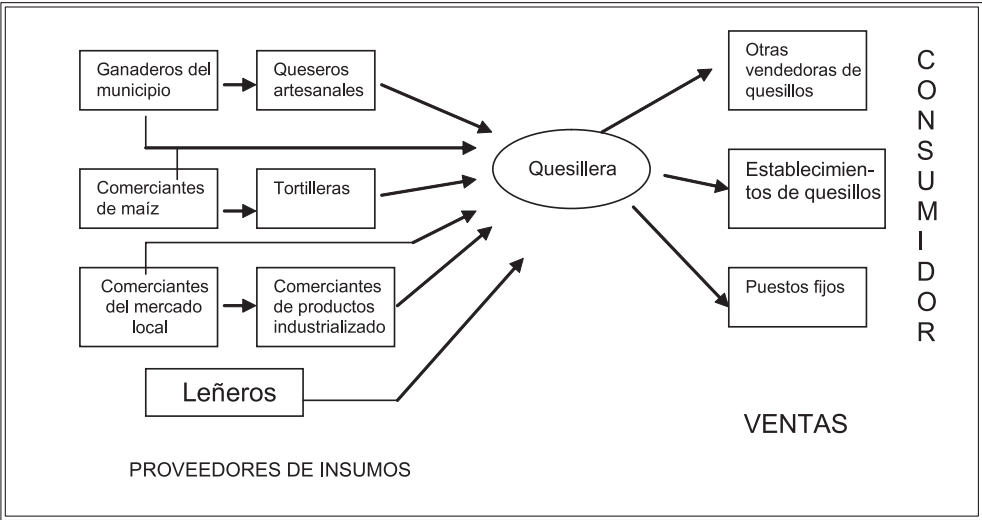 Ganaderos del
municipio
Queseros
artesanales
Comerciantes
de maíz
Tortilleras
Comerciantes
del mercado
local
Comerciantes
de productos
industrializado
Leñeros
PROVEEDORES DE INSUMOS
Quesillera
Otras
vendedoras de
quesillos
Establecimien-
tos de quesillos
Puestos fijos
VENTAS
CONSUMIDOR